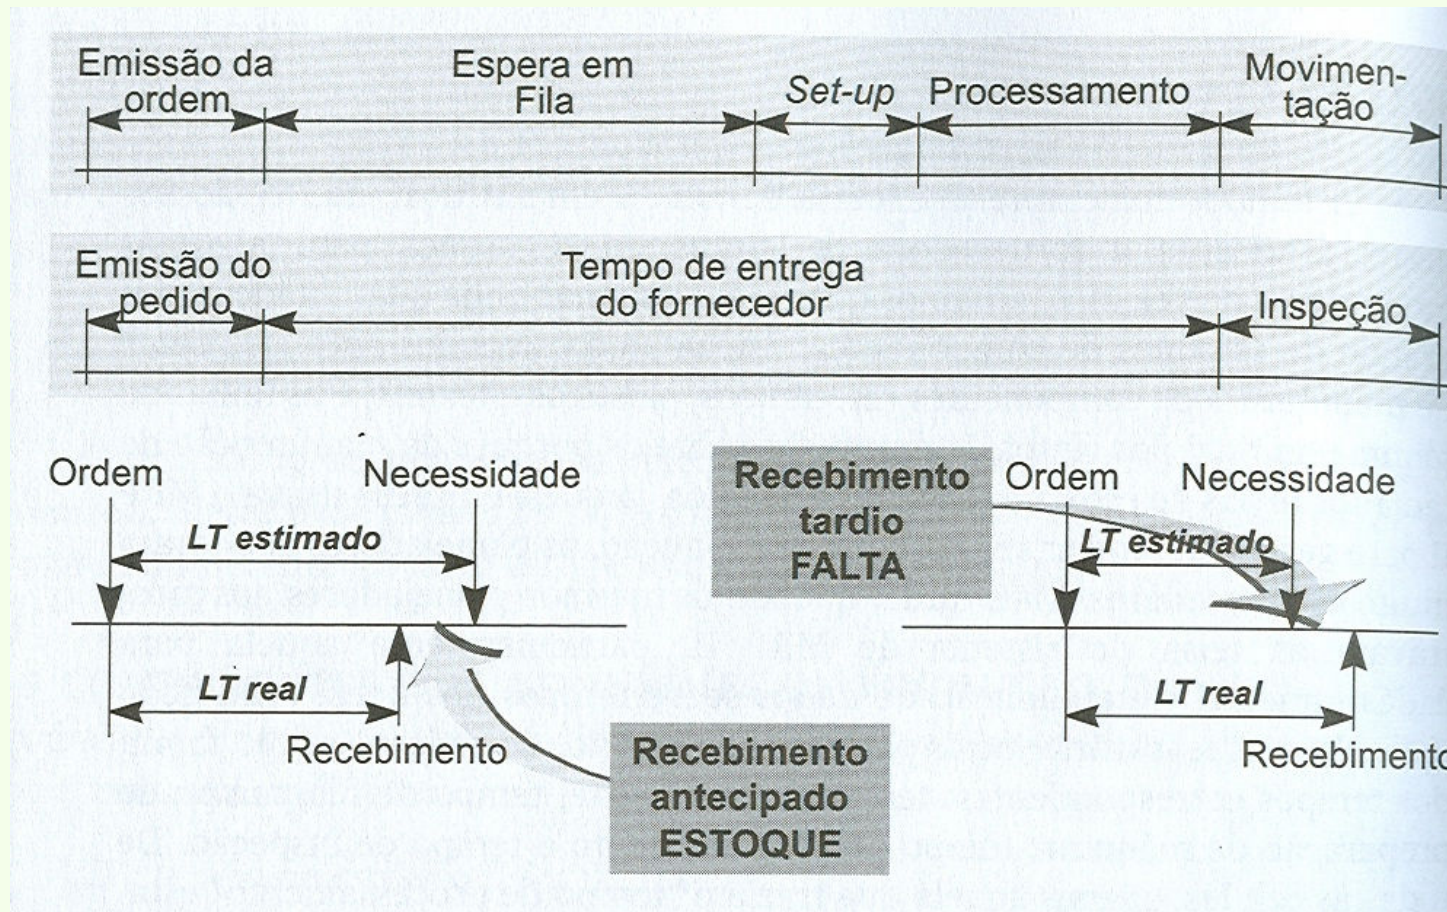 Emissão da
ordem
Espera em
Fila
Set-up
Processamento
Movimen-
tação
Emissão do
pedido
Tempo de entrega
do fornecedor
Inspeção
Ordem
Necessidade
LT estimado
LT real
Recebimento
Recebimento
antecipado
ESTOQUE
Recebimento
tardio
FALTA
Ordem
Necessidade
LT estimado
LT real
Recebimento